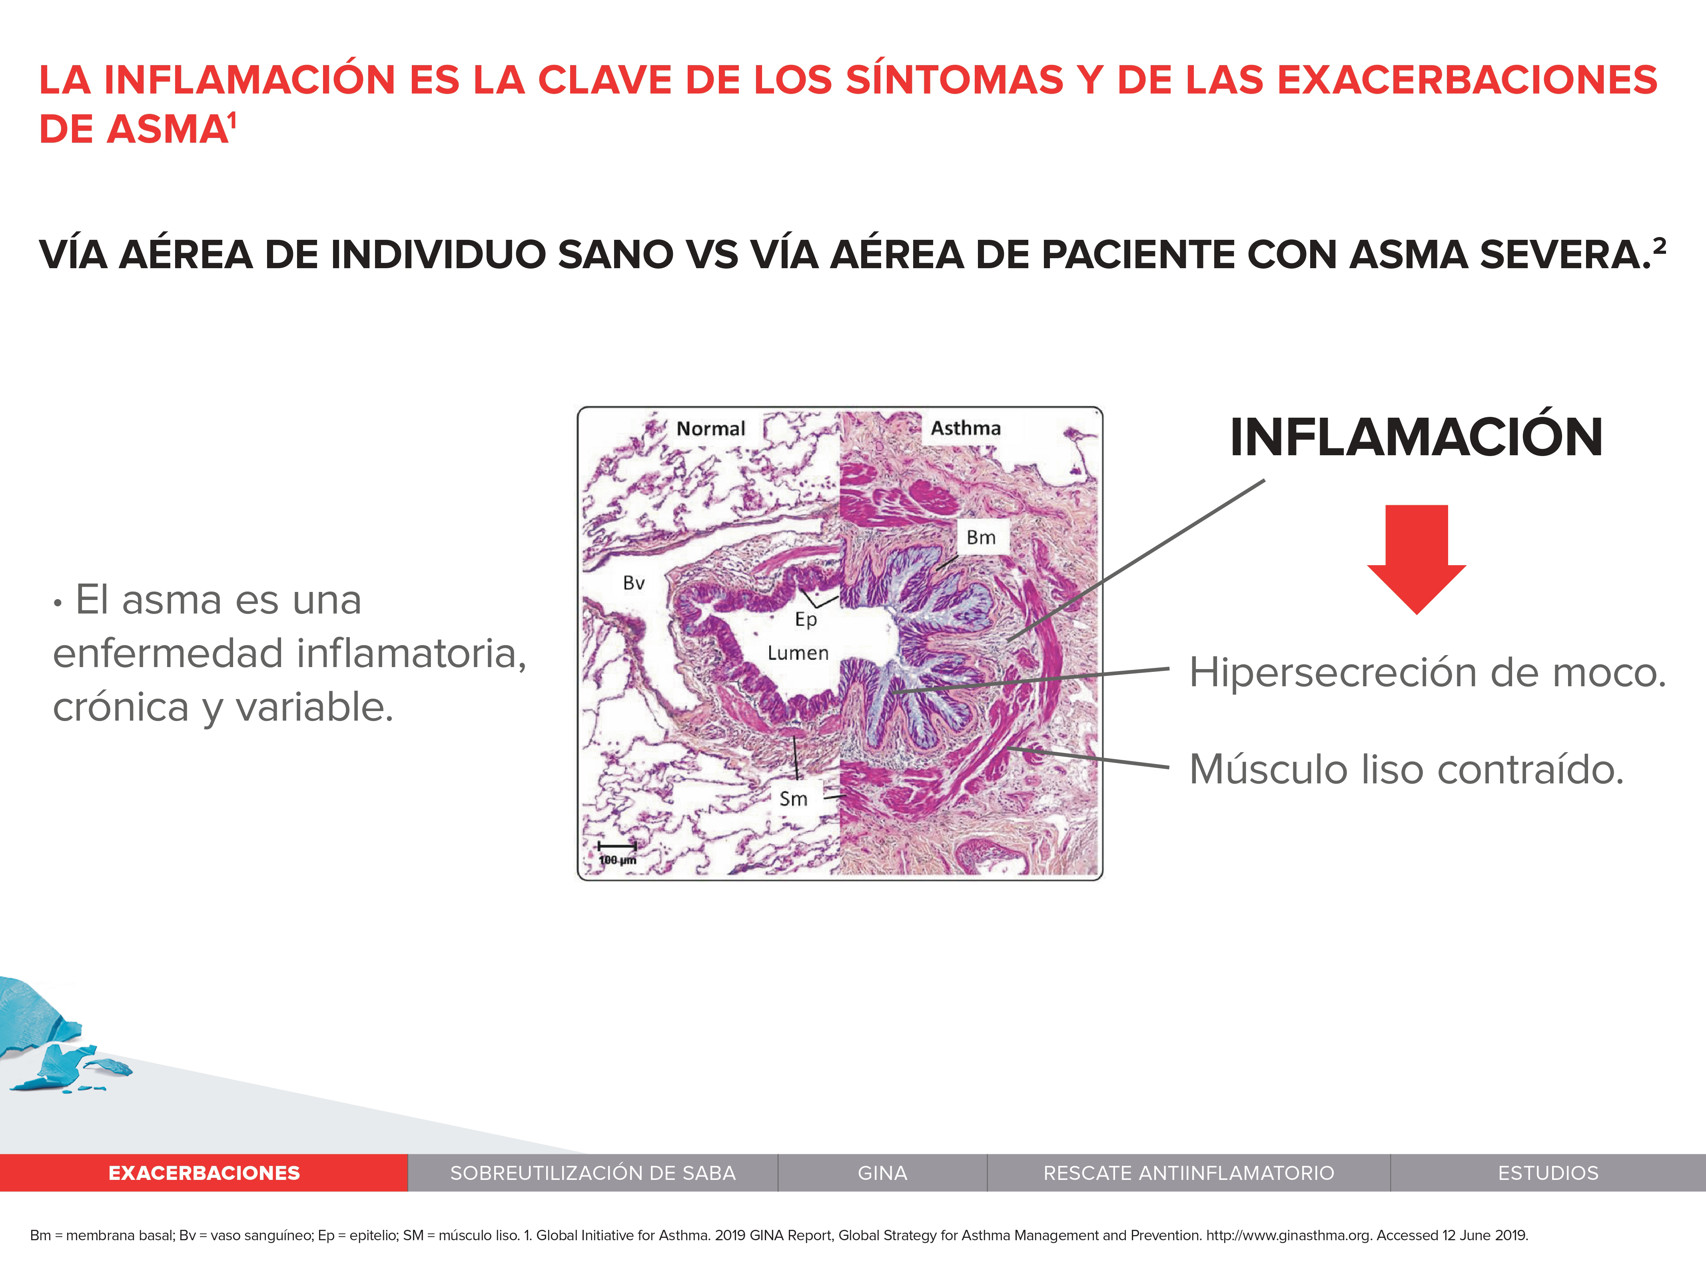 LA INFLAMACIÓN ES LA CLAVE DE LOS SÍNTOMAS Y DE LAS EXACERBACIONES
DE ASMA¹
VÍA AÉREA DE INDIVIDUO SANO VS VÍA AÉREA DE PACIENTE CON ASMA SEVERA.²
• El asma es una
enfermedad inflamatoria,
crónica y variable.
Normal
Asthma
Bm
Bv
Ep
Lumen
Sm
100 µm
INFLAMACIÓN
Hipersecreción de moco.
Músculo liso contraído.
EXACERBACIONES
SOBREUTILIZACIÓN DE SABA
GINA
RESCATE ANTIINFLAMATORIO
ESTUDIOS
Bm = membrana basal; Bv = vaso sanguíneo; Ep = epitelio; SM = músculo liso. 1. Global Initiative for Asthma. 2019 GINA Report, Global Strategy for Asthma Management and Prevention. http://www.ginasthma.org. Accessed 12 June 2019.